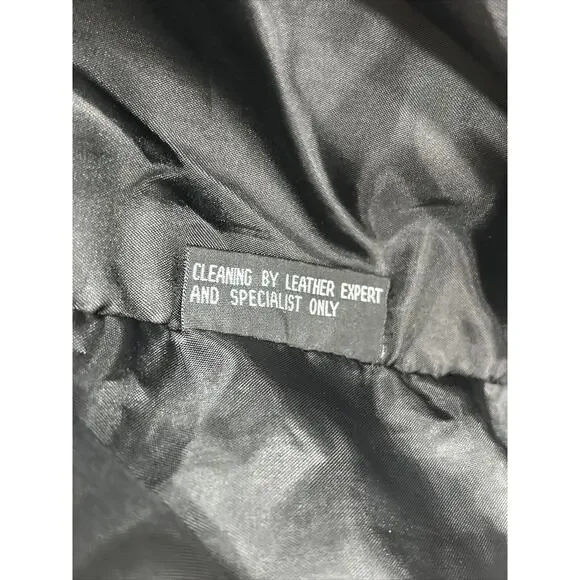 CLEANING BY LEATHER EXPERT
AND SPECIALIST ONLY